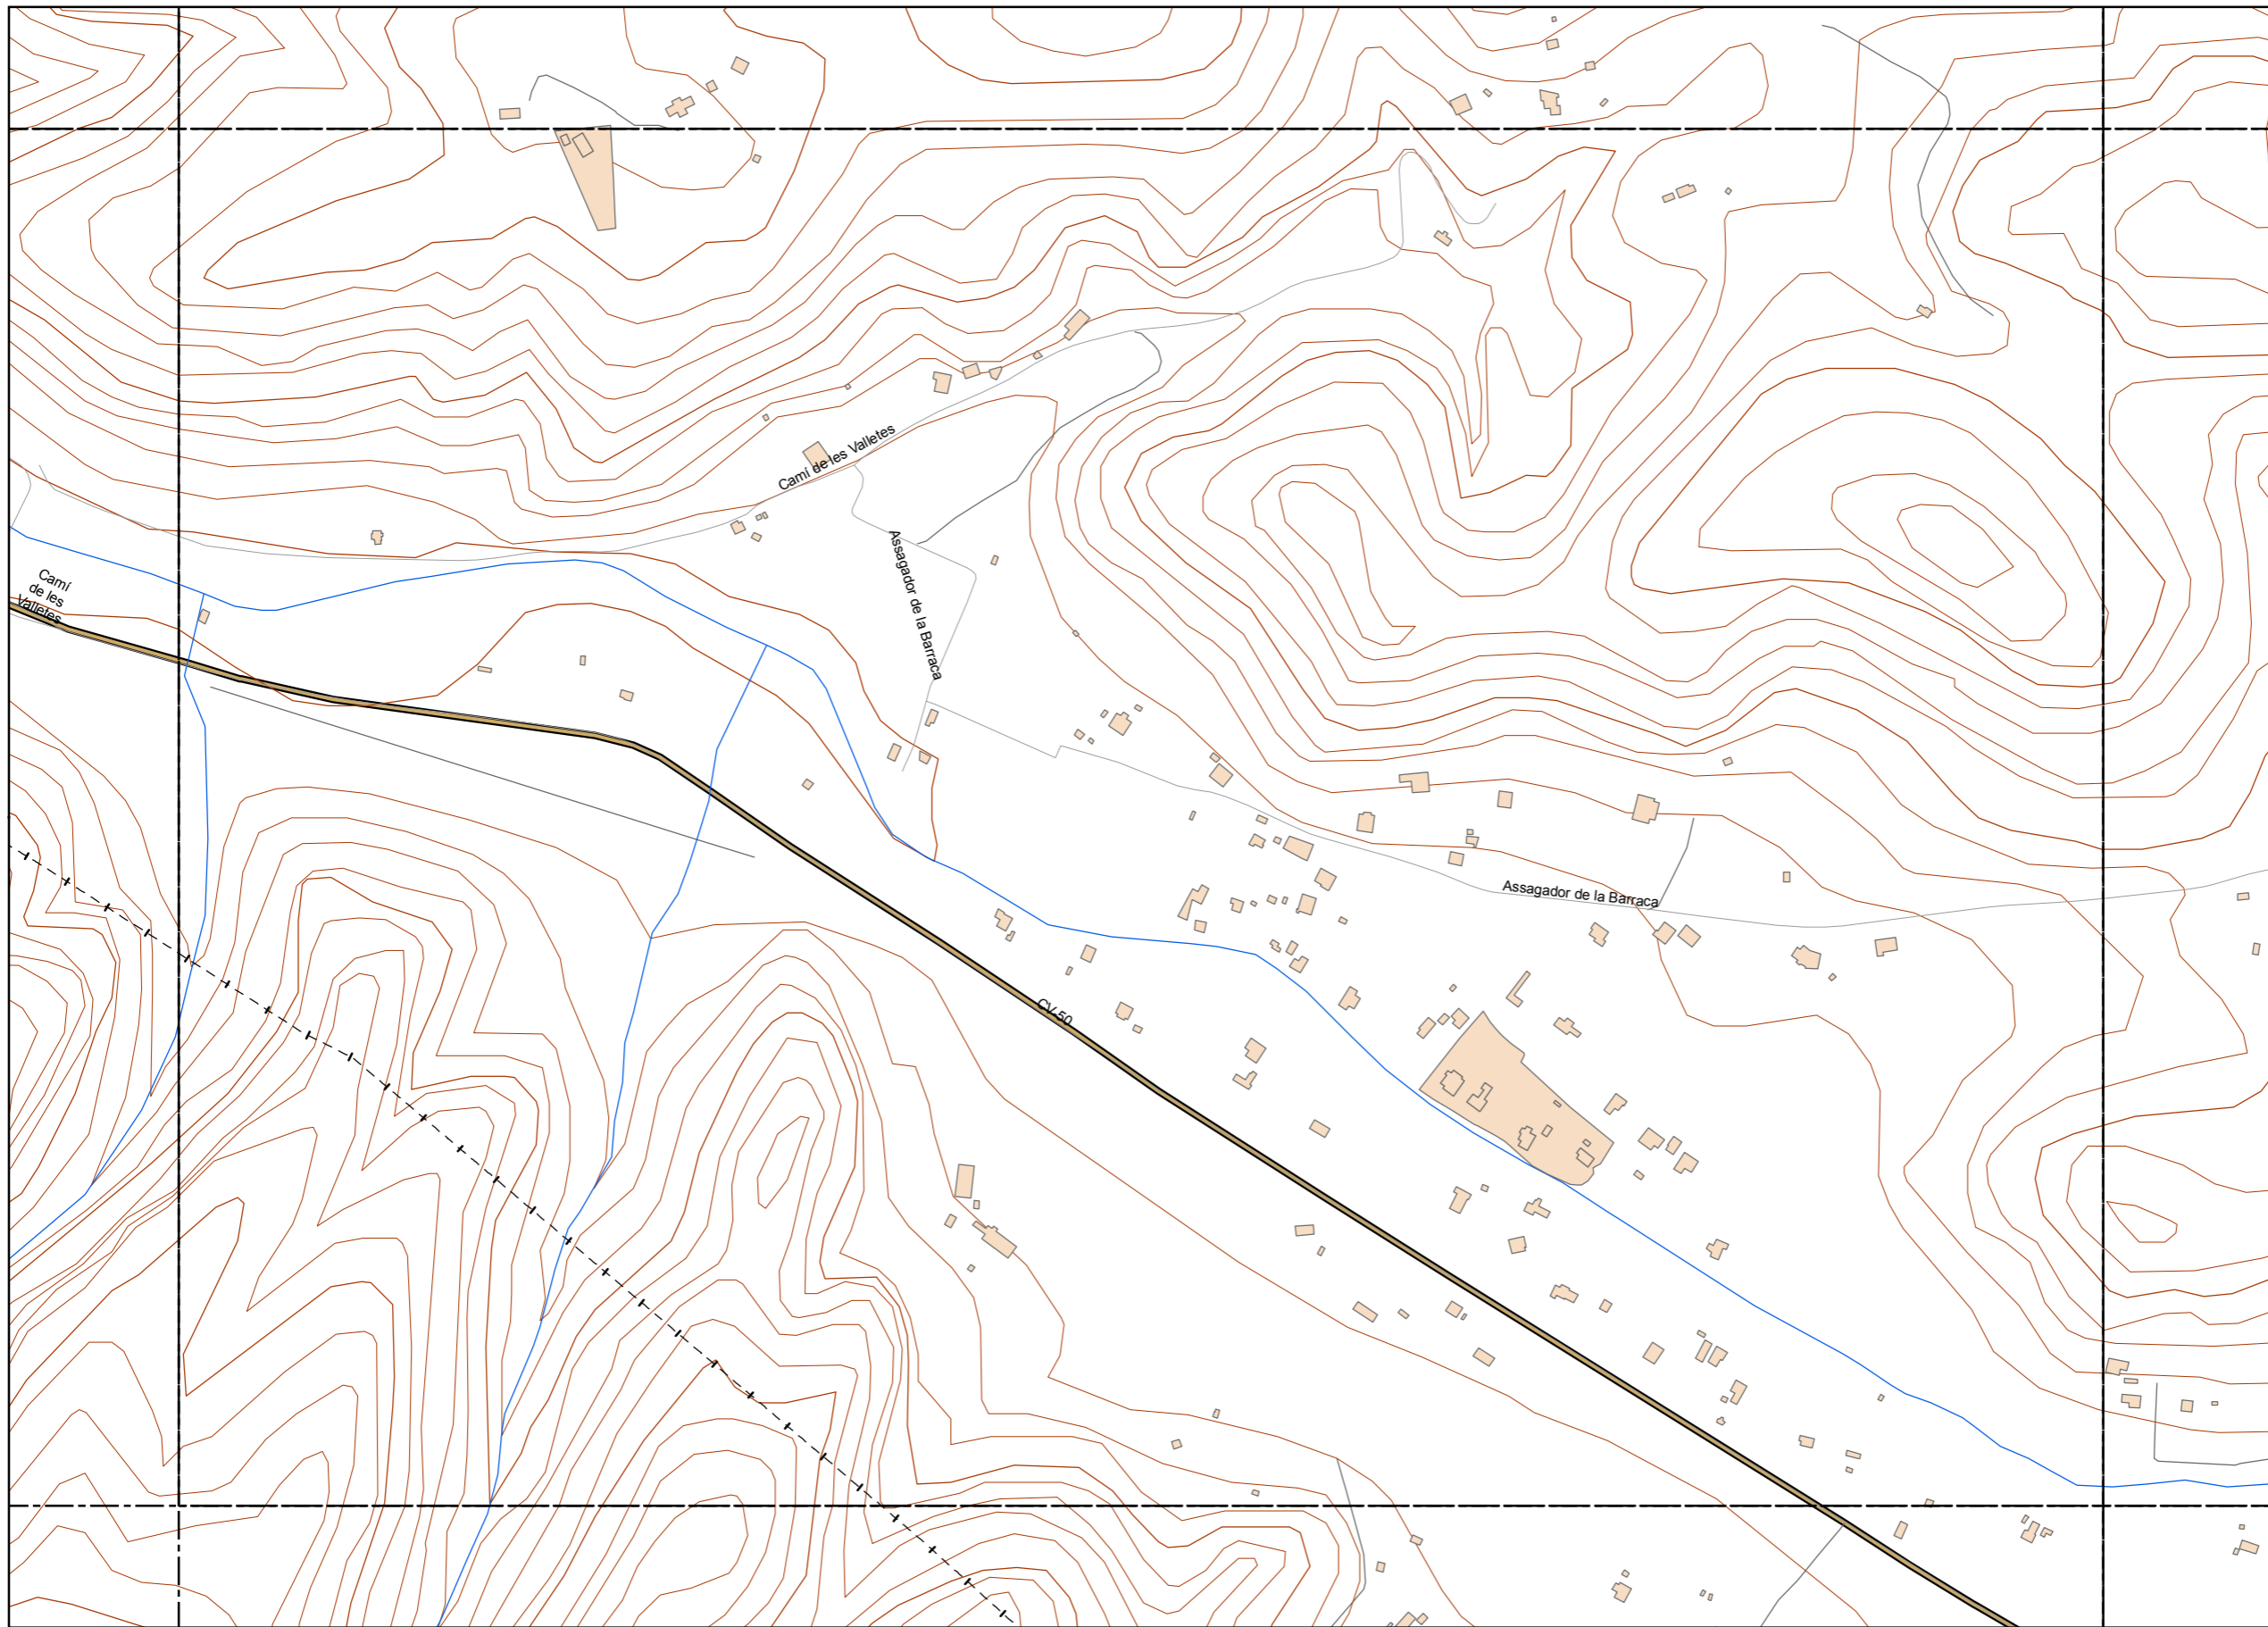 Camí de les Valletes
Assagador de la Barraca
Camí
de les
Valletes
Assagador de la Barraca
CV-50